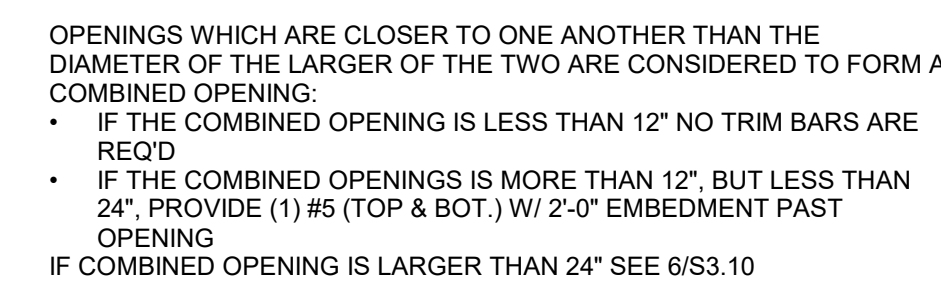 OPENINGS WHICH ARE CLOSER TO ONE ANOTHER THAN THE
DIAMETER OF THE LARGER OF THE TWO ARE CONSIDERED TO FORM A
COMBINED OPENING:
• IF THE COMBINED OPENING IS LESS THAN 12" NO TRIM BARS ARE
REQ'D
• IF THE COMBINED OPENINGS IS MORE THAN 12", BUT LESS THAN
24", PROVIDE (1) #5 (TOP & BOT.) W/ 2'-0" EMBEDMENT PAST
OPENING
IF COMBINED OPENING IS LARGER THAN 24" SEE 6/S3.10